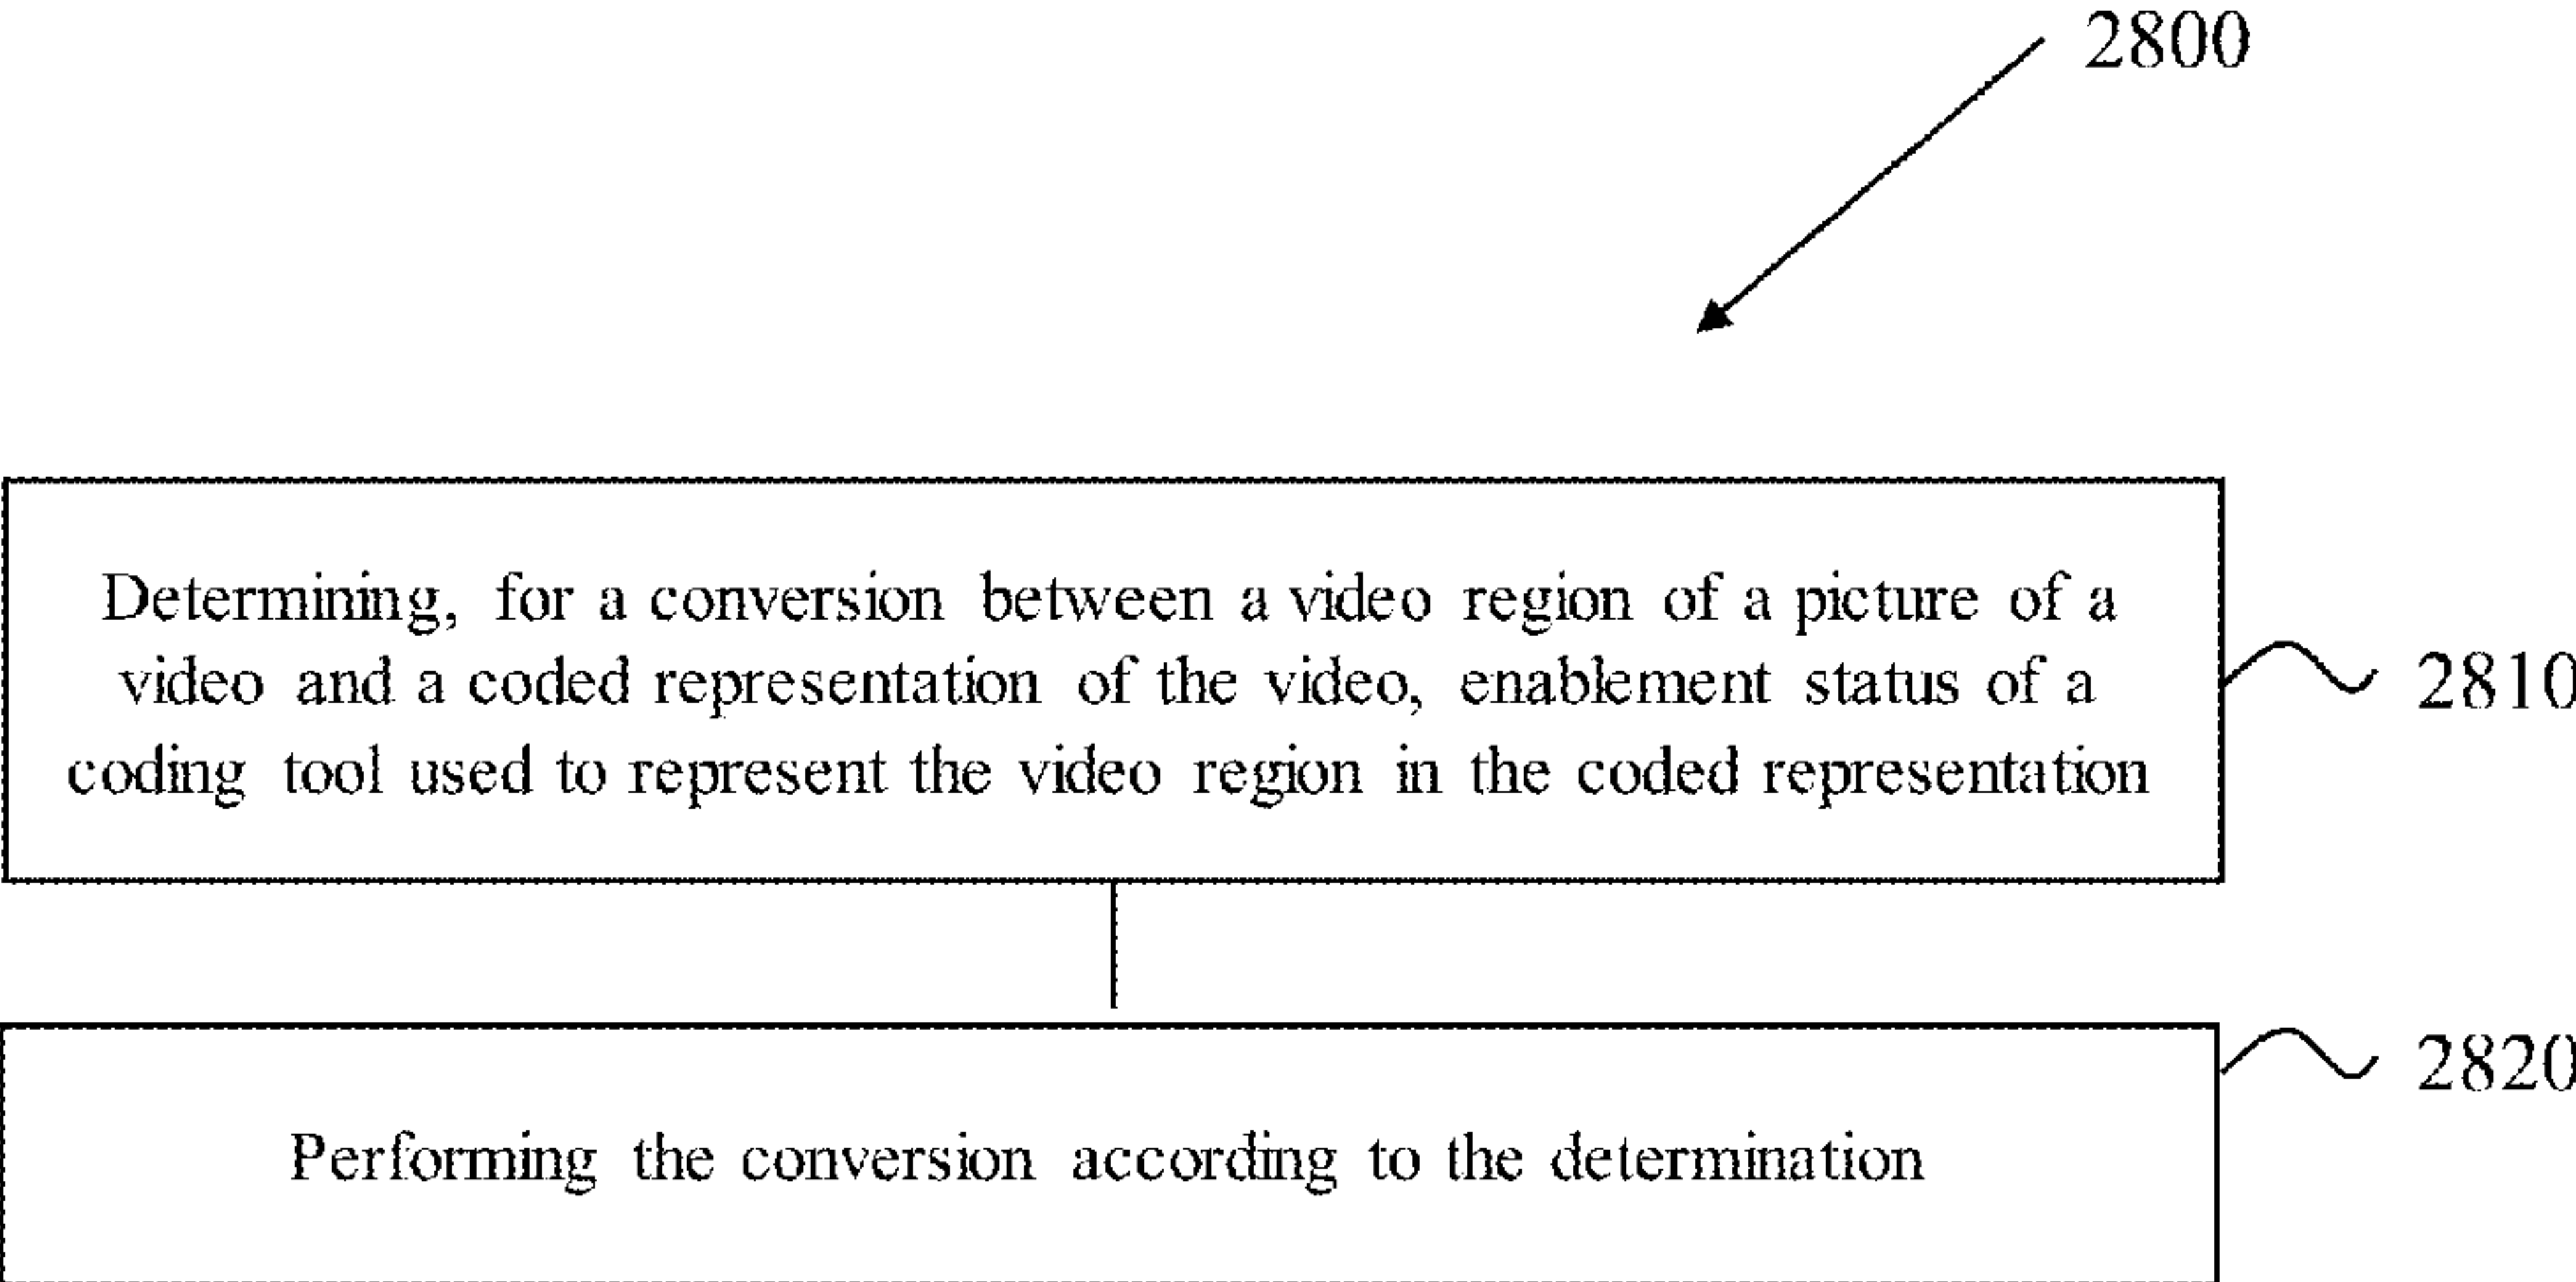 2800
Determining, for a conversion between a video region of a picture of a
video and a coded representation of the video, enablement status of a
coding tool used to represent the video region in the coded representation
2810
2820
Performing the conversion according to the determination